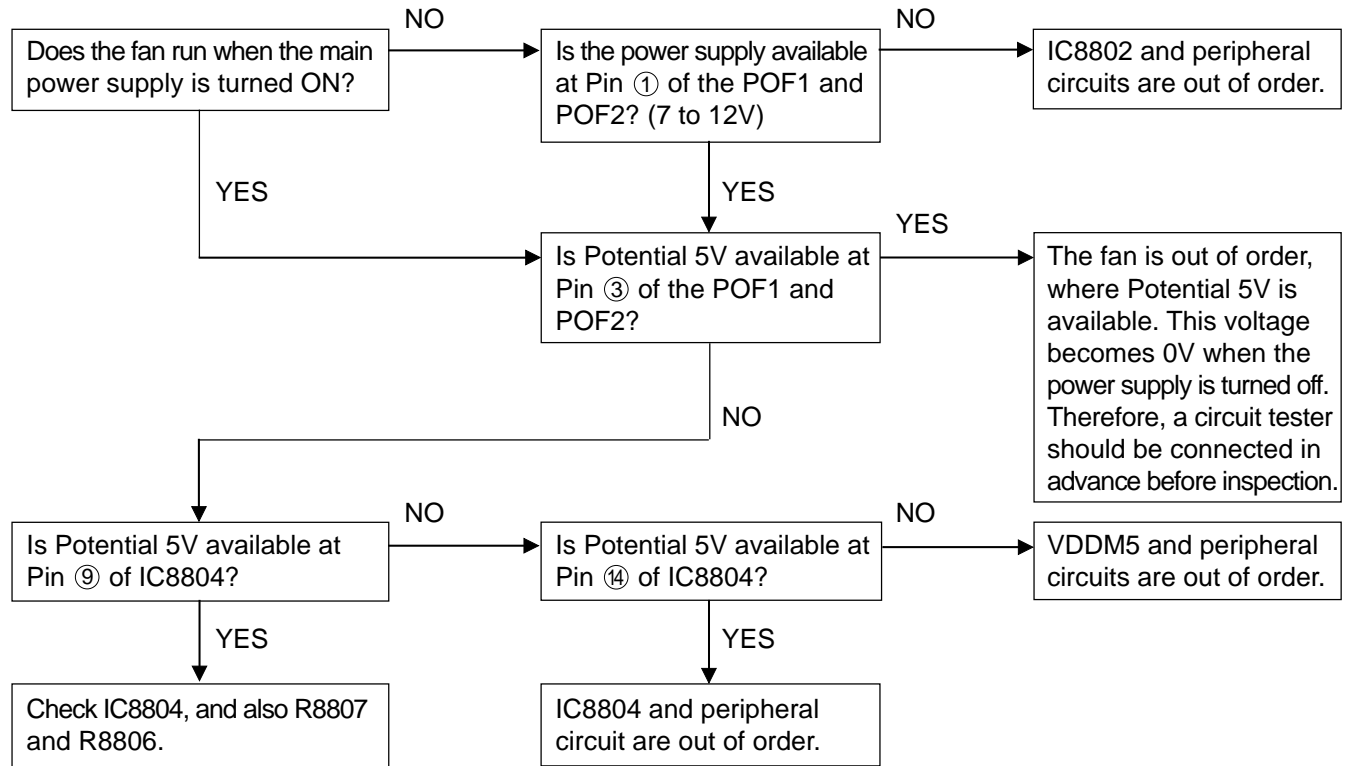 NO
NO
Does the fan run when the main
power supply is turned ON?
Is the power supply available
at Pin ① of the POF1 and
POF2? (7 to 12V)
IC8802 and peripheral
circuits are out of order.
YES
YES
YES
Is Potential 5V available at
Pin ③ of the POF1 and
POF2?
The fan is out of order,
where Potential 5V is
available. This voltage
becomes 0V when the
power supply is turned off.
Therefore, a circuit tester
should be connected in
advance before inspection.
NO
NO
NO
Is Potential 5V available at
Pin ⑨ of IC8804?
Is Potential 5V available at
Pin ⑭ of IC8804?
VDDM5 and peripheral
circuits are out of order.
YES
YES
Check IC8804, and also R8807
and R8806.
IC8804 and peripheral
circuit are out of order.